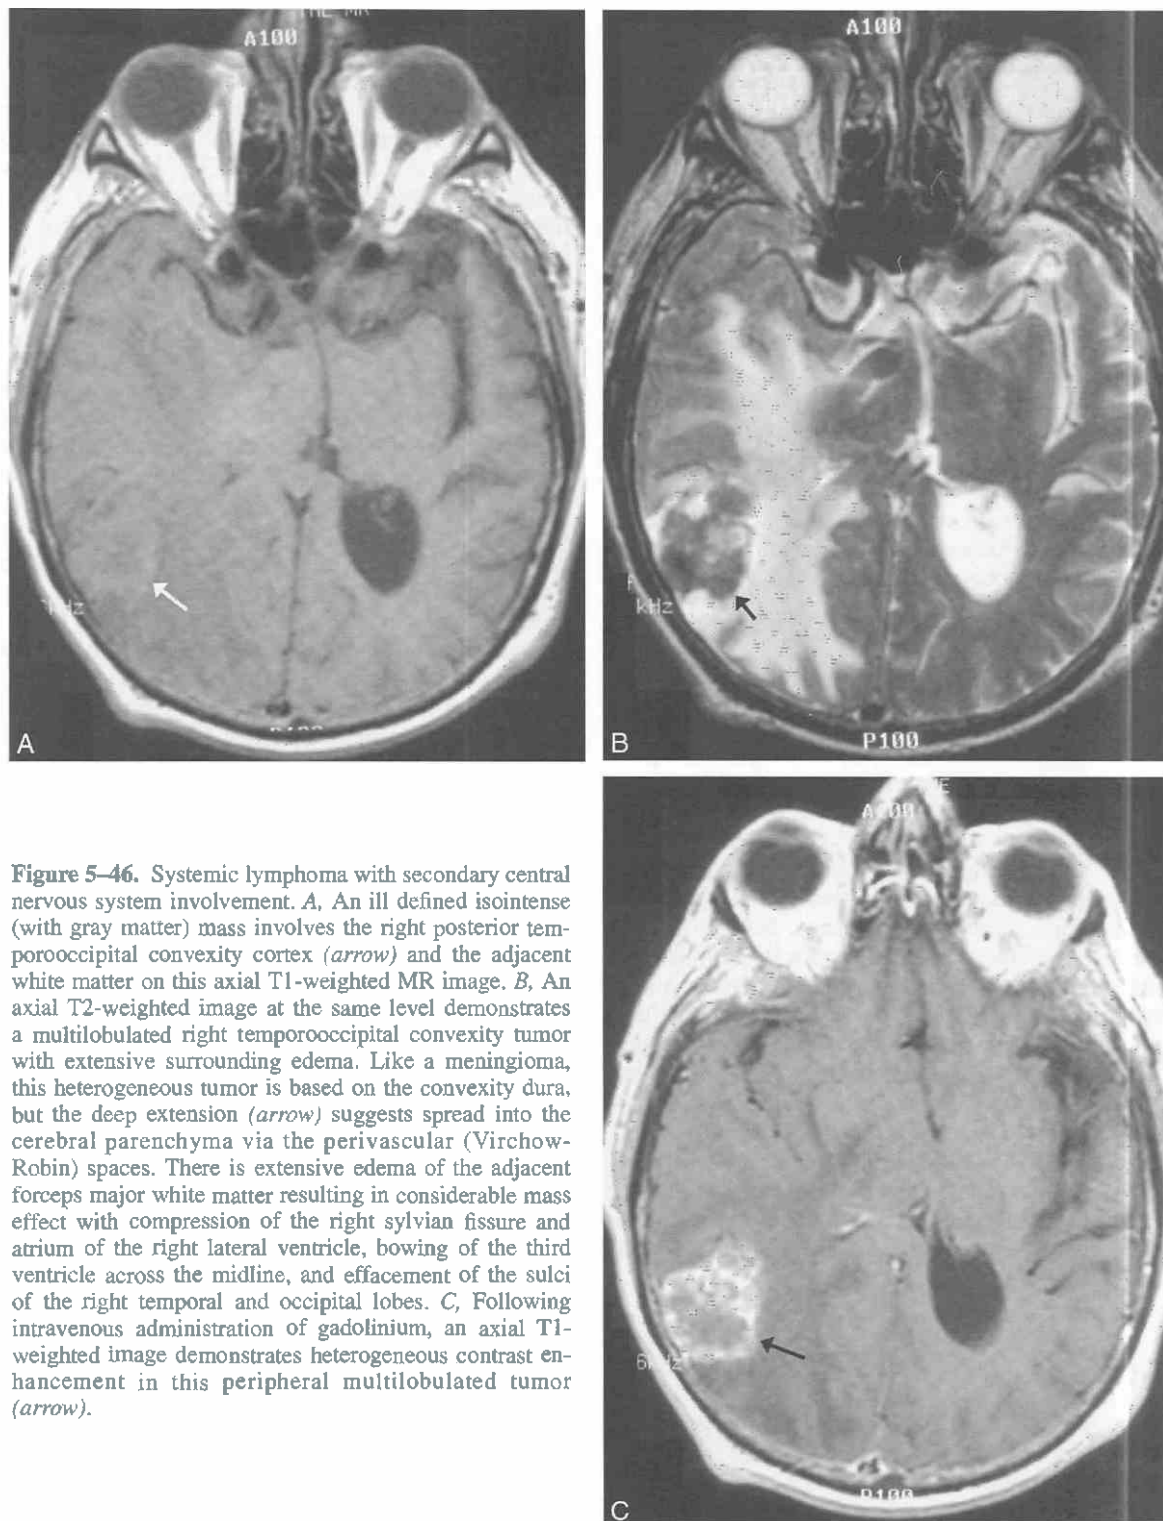 A100
A
A100
kHz
P100
B
Figure 5–46. Systemic lymphoma with secondary central
nervous system involvement. A, An ill defined isointense
(with gray matter) mass involves the right posterior tem-
porooccipital convexity cortex (arrow) and the adjacent
white matter on this axial T1-weighted MR image. B, An
axial T2-weighted image at the same level demonstrates
a multilobulated right temporooccipital convexity tumor
with extensive surrounding edema. Like a meningioma,
this heterogeneous tumor is based on the convexity dura,
but the deep extension (arrow) suggests spread into the
cerebral parenchyma via the perivascular (Virchow-
Robin) spaces. There is extensive edema of the adjacent
forceps major white matter resulting in considerable mass
effect with compression of the right sylvian fissure and
atrium of the right lateral ventricle, bowing of the third
ventricle across the midline, and effacement of the sulci
of the right temporal and occipital lobes. C, Following
intravenous administration of gadolinium, an axial T1-
weighted image demonstrates heterogeneous contrast en-
hancement in this peripheral multilobulated tumor
(arrow).
A100
6kHz
P100
C